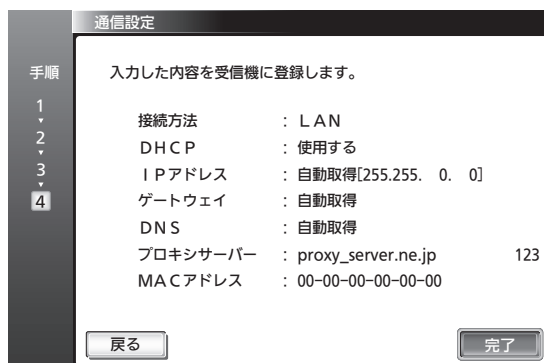 通信設定
手順
1
2
3
4
入力した内容を受信機に登録します。
接続方法 : LAN
DHCP : 使用する
IPアドレス : 自動取得[255.255. 0. 0]
ゲートウェイ : 自動取得
DNS : 自動取得
プロキシサーバー : proxy_server.ne.jp 123
MACアドレス : 00-00-00-00-00-00
戻る
完了